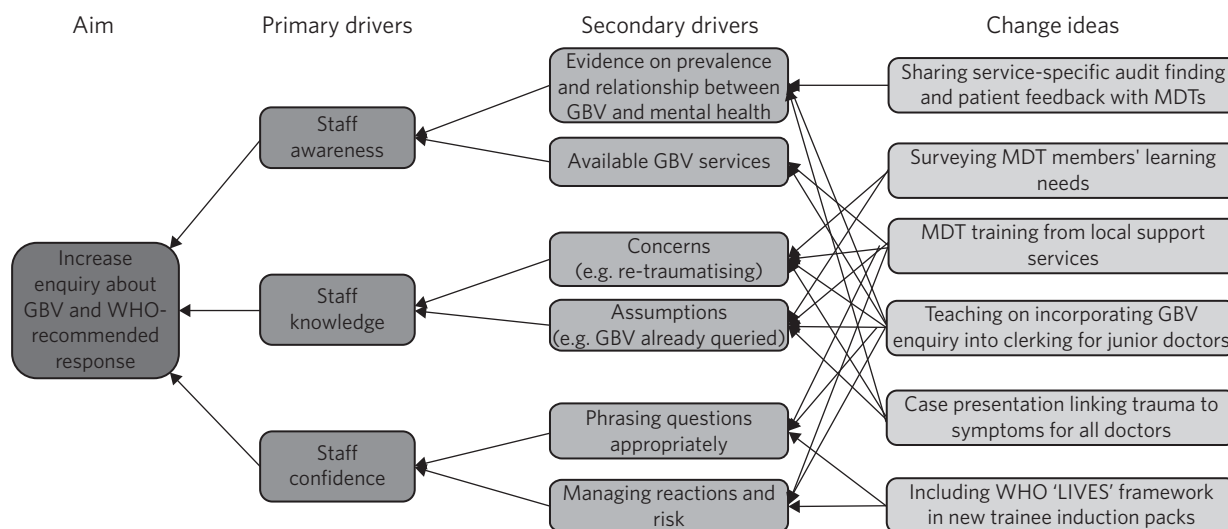 Aim
Primary drivers
Secondary drivers
Change ideas
Increase
enquiry about
GBV and WHO-
recommended
response
Staff
awareness
Staff
knowledge
Staff
confidence
Evidence on prevalence
and relationship between
GBV and mental health
Available GBV services
Concerns
(e.g. re-traumatising)
Assumptions
(e.g. GBV already queried)
Phrasing questions
appropriately
Managing reactions and
risk
Sharing service-specific audit finding
and patient feedback with MDTs
Surveying MDT members' learning
needs
MDT training from local support
services
Teaching on incorporating GBV
enquiry into clerking for junior doctors
Case presentation linking trauma to
symptoms for all doctors
Including WHO ‘LIVES’ framework
in new trainee induction packs